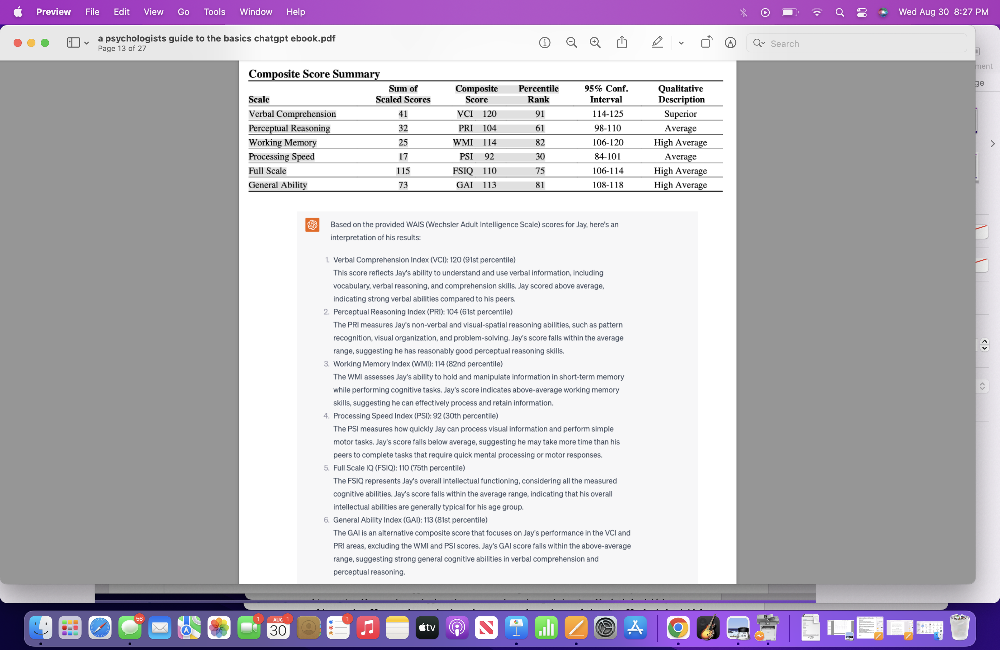 Preview File Edit View Go Tools Window Help Wed Aug 30 8:27 PM
a psychologists guide to the basics chatgpt ebook.pdf
Page 13 of 27
Search
ment
ge
Composite Score Summary
Sum of Composite Percentile 95% Conf. Qualitative
Scale Scaled Scores Score Rank Interval Description
Verbal Comprehension 41 VCI 120 91 114-125 Superior
Perceptual Reasoning 32 PRI 104 61 98-110 Average
Working Memory 25 WMI 114 82 106-120 High Average
Processing Speed 17 PSI 92 30 84-101 Average
Full Scale 115 FSIQ 110 75 106-114 High Average
General Ability 73 GAI 113 81 108-118 High Average
Based on the provided WAIS (Wechsler Adult Intelligence Scale) scores for Jay, here's an
interpretation of his results:
1. Verbal Comprehension Index (VCI): 120 (91st percentile)
This score reflects Jay's ability to understand and use verbal information, including
vocabulary, verbal reasoning, and comprehension skills. Jay scored above average,
indicating strong verbal abilities compared to his peers.
2. Perceptual Reasoning Index (PRI): 104 (61st percentile)
The PRI measures Jay's non-verbal and visual-spatial reasoning abilities, such as pattern
recognition, visual organization, and problem-solving. Jay's score falls within the average
range, suggesting he has reasonably good perceptual reasoning skills.
3. Working Memory Index (WMI): 114 (82nd percentile)
The WMI assesses Jay's ability to hold and manipulate information in short-term memory
while performing cognitive tasks. Jay's score indicates above-average working memory
skills, suggesting he can effectively process and retain information.
4. Processing Speed Index (PSI): 92 (30th percentile)
The PSI measures how quickly Jay can process visual information and perform simple
motor tasks. Jay's score falls below average, suggesting he may take more time than his
peers to complete tasks that require quick mental processing or motor responses.
5. Full Scale IQ (FSIQ): 110 (75th percentile)
The FSIQ represents Jay's overall intellectual functioning, considering all the measured
cognitive abilities. Jay's score falls within the average range, indicating that his overall
intellectual abilities are generally typical for his age group.
6. General Ability Index (GAI): 113 (81st percentile)
The GAI is an alternative composite score that focuses on Jay's performance in the VCI and
PRI areas, excluding the WMI and PSI scores. Jay's GAI score falls within the above-average
range, suggesting strong general cognitive abilities in verbal comprehension and
perceptual reasoning.
56 1 AUG 1 1
30 tv
PDF